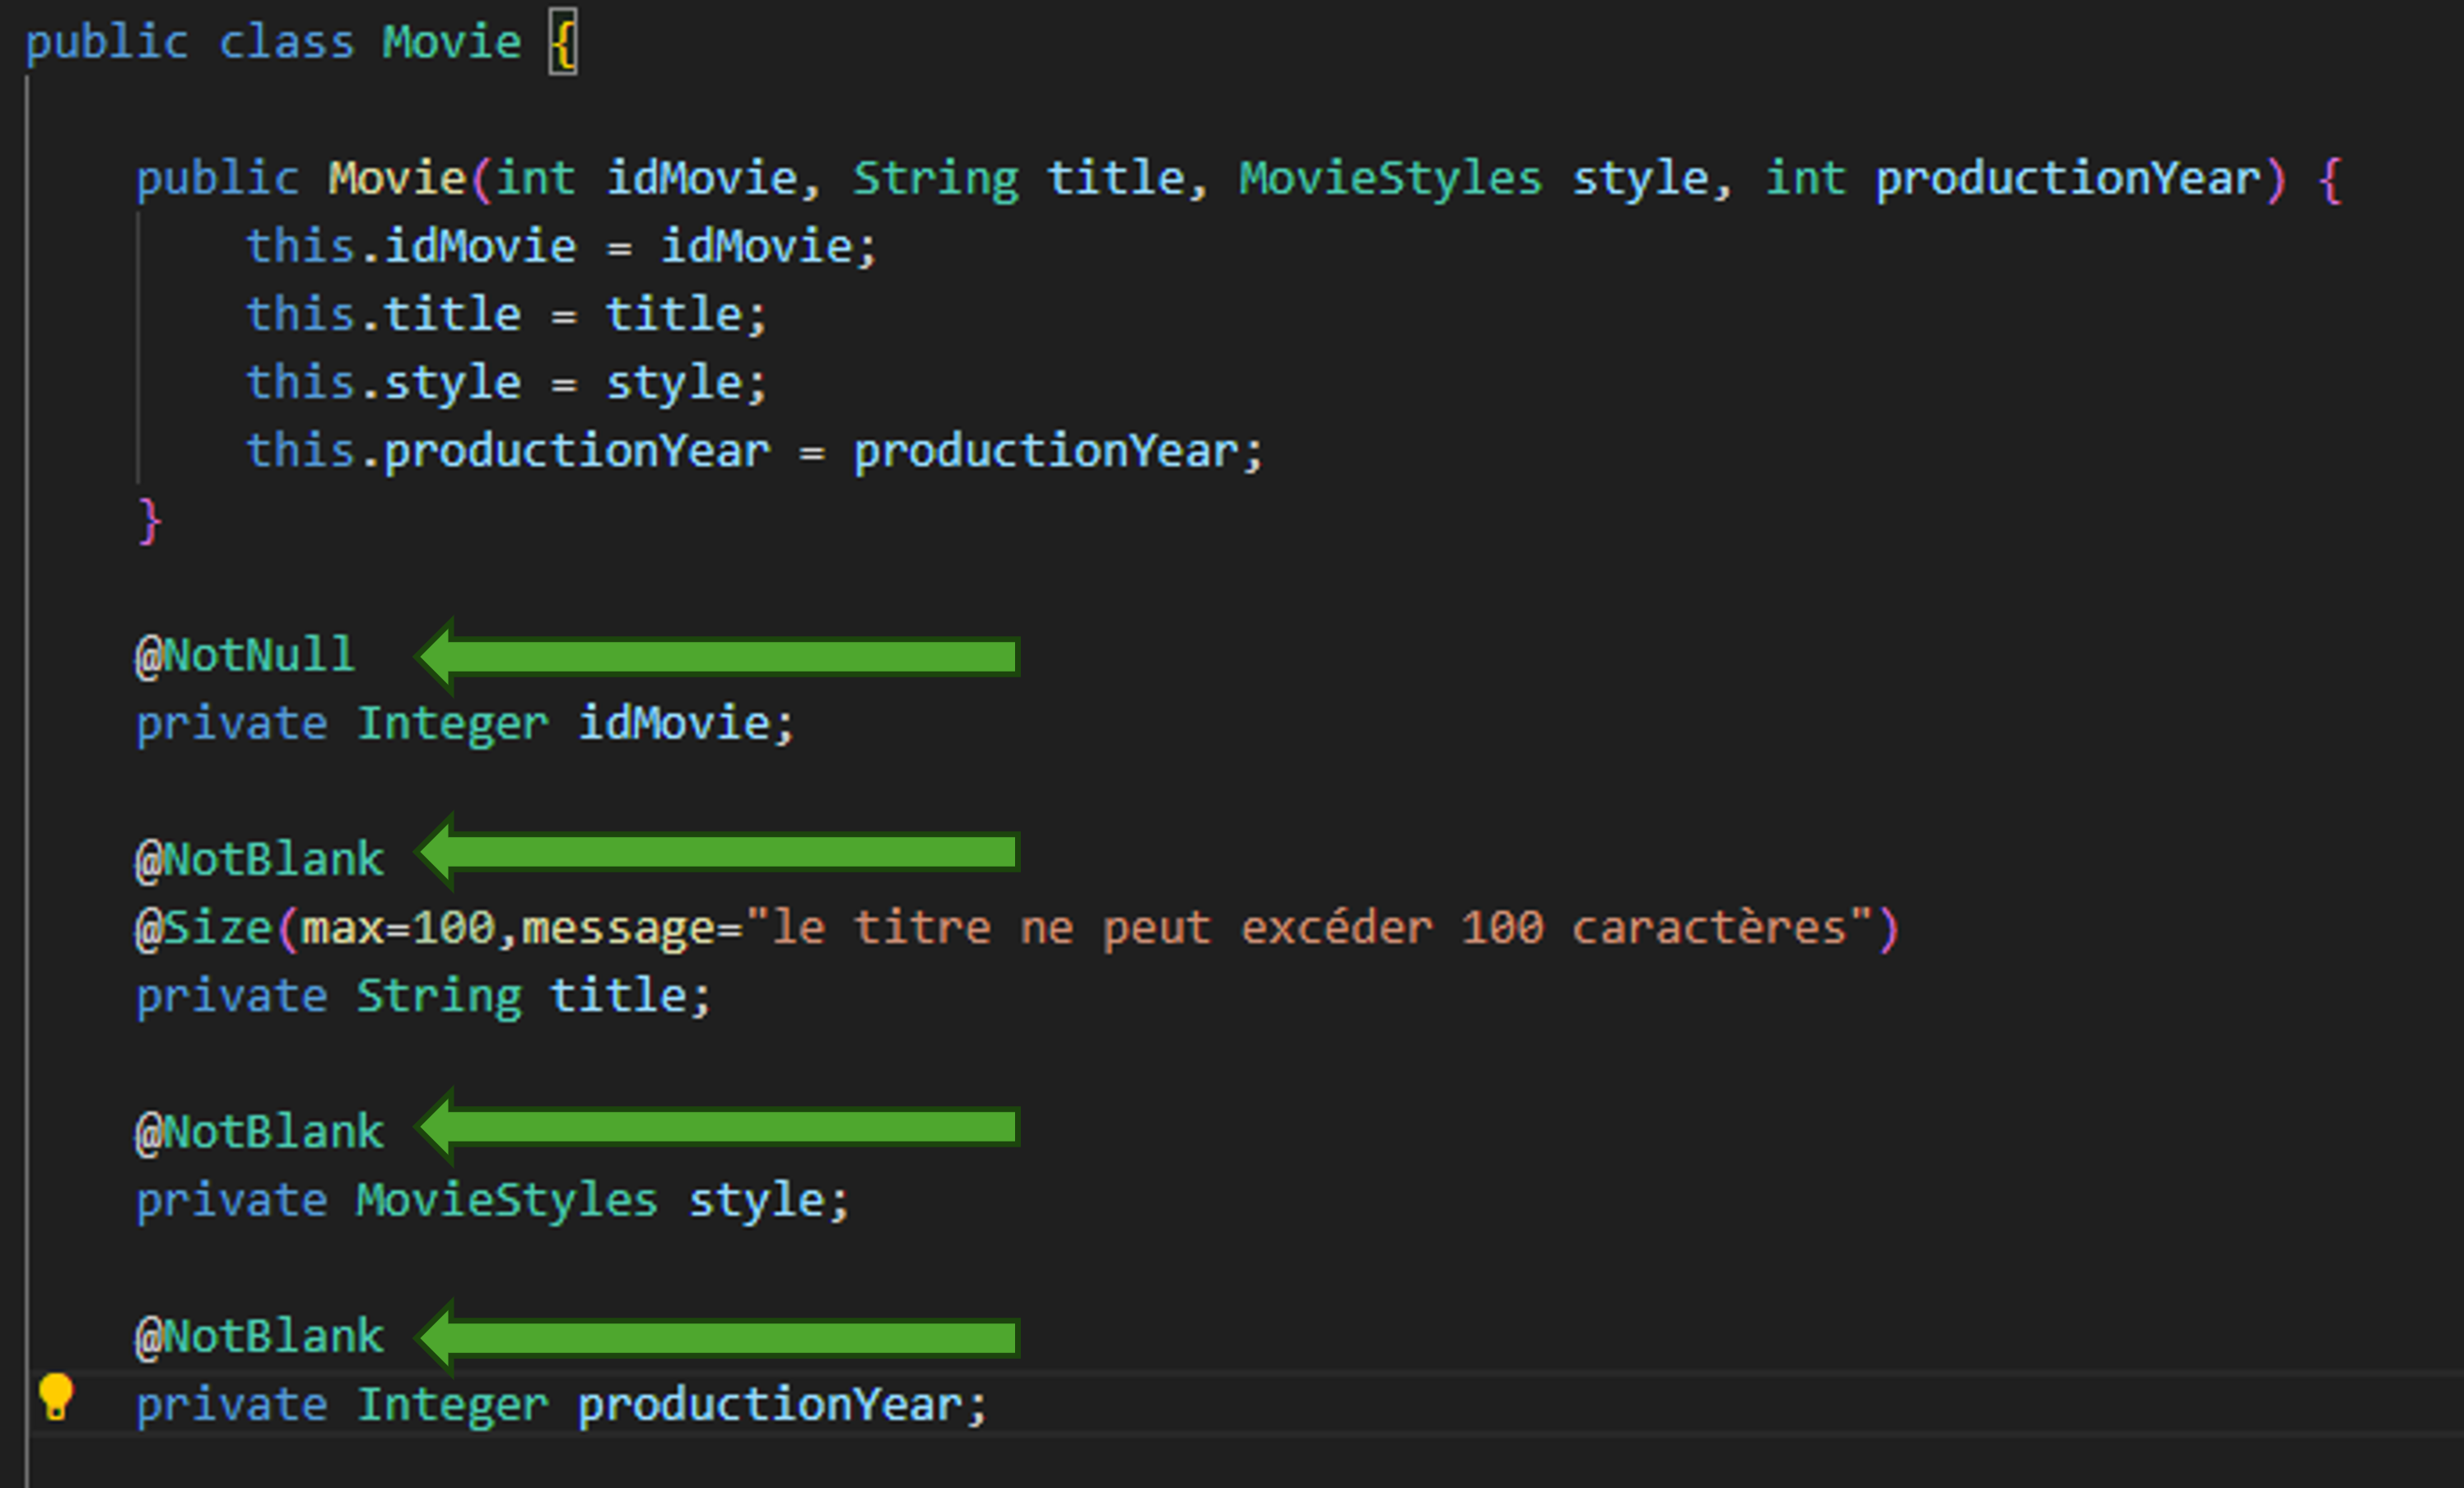 public class Movie {
public Movie(int idMovie, String title, MovieStyles style, int productionYear) {
this.idMovie = idMovie;
this.title = title;
this.style = style;
this.productionYear = productionYear;
}
@NotNull
private Integer idMovie;
@NotBlank
@Size(max=100,message="le titre ne peut excéder 100 caractères")
private String title;
@NotBlank
private MovieStyles style;
@NotBlank
private Integer productionYear;